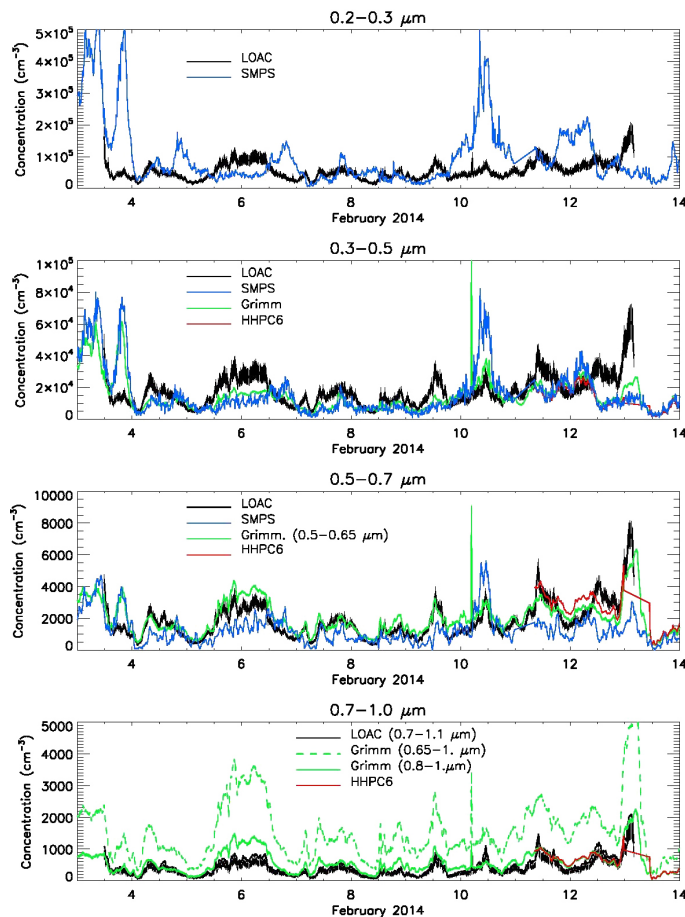 0.2−0.3 μm
5×10⁵
4×10⁵
3×10⁵
2×10⁵
1×10⁵
0
Concentration (cm⁻³)
LOAC
SMPS
4 6 8 10 12 14
February 2014
0.3−0.5 μm
1×10⁵
8×10⁴
6×10⁴
4×10⁴
2×10⁴
0
Concentration (cm⁻³)
LOAC
SMPS
Grimm
HHPC6
4 6 8 10 12 14
February 2014
0.5−0.7 μm
10000
8000
6000
4000
2000
0
Concentration (cm⁻³)
LOAC
SMPS
Grimm. (0.5−0.65 μm)
HHPC6
4 6 8 10 12 14
February 2014
0.7−1.0 μm
5000
4000
3000
2000
1000
0
Concentration (cm⁻³)
LOAC (0.7−1.1 μm)
Grimm (0.65−1. μm)
Grimm (0.8−1.μm)
HHPC6
4 6 8 10 12 14
February 2014